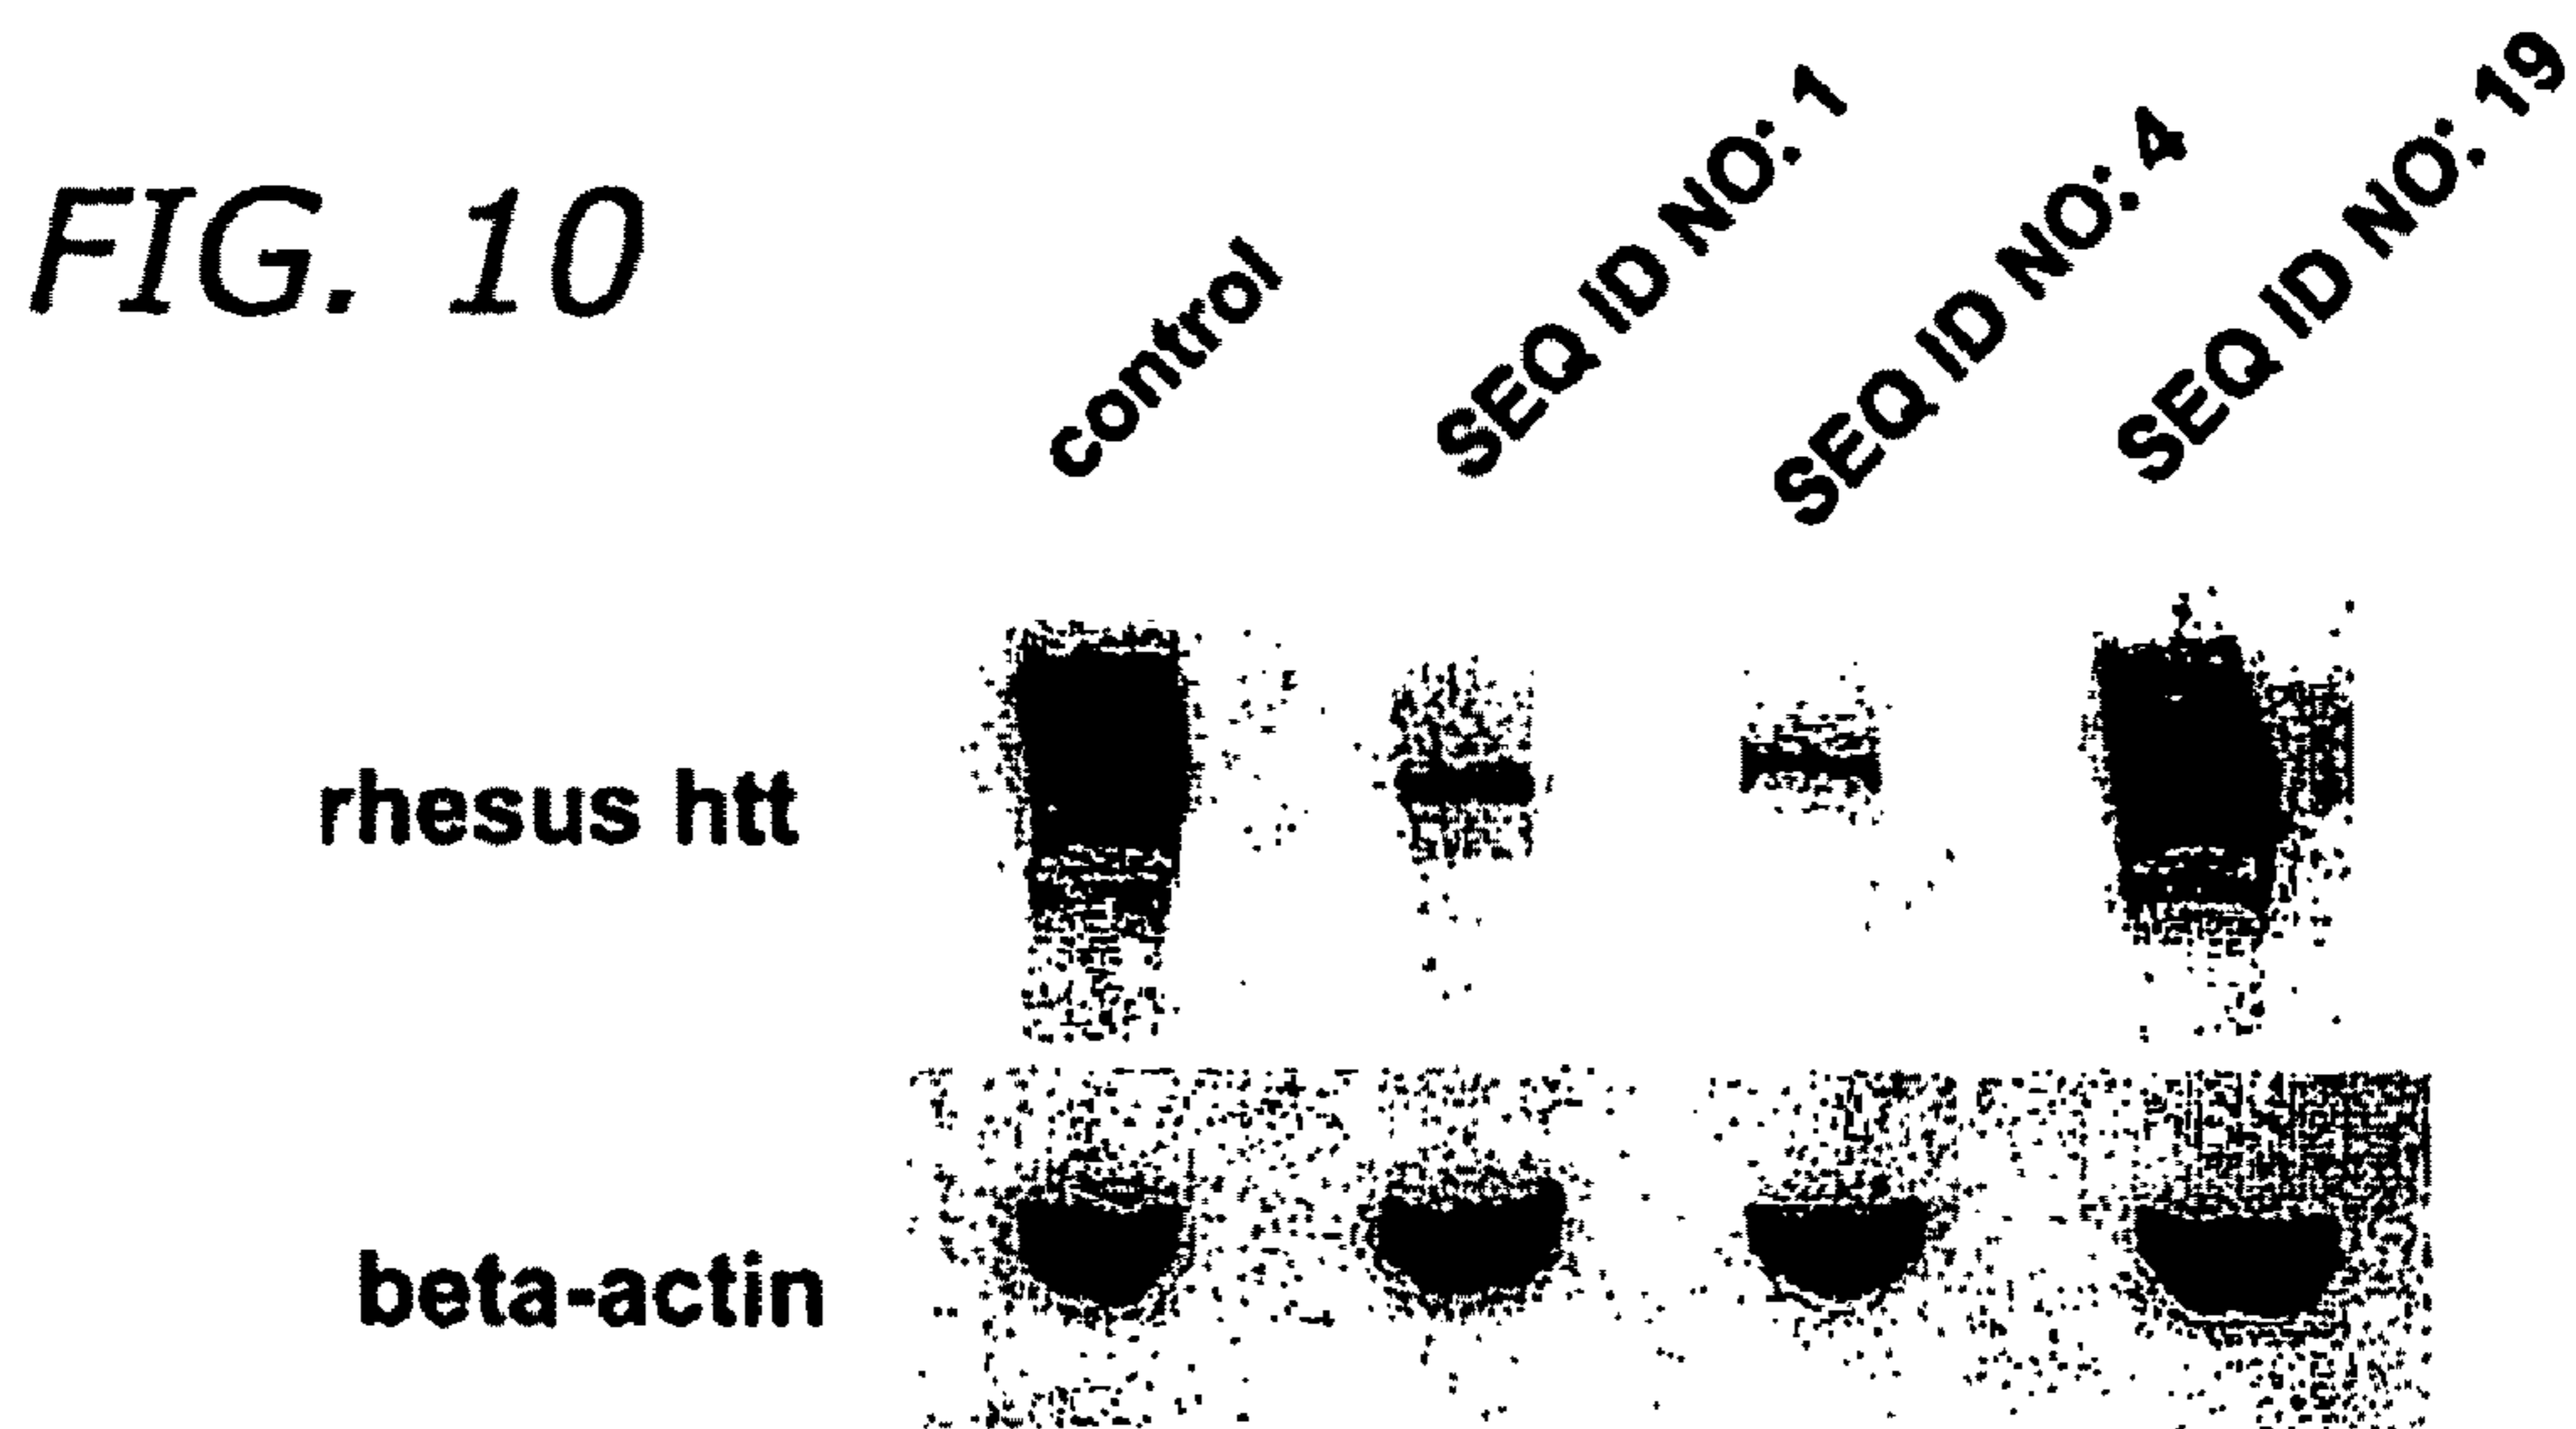 FIG. 10
control
SEQ ID NO: 1
SEQ ID NO: 4
SEQ ID NO: 19
rhesus htt
beta-actin